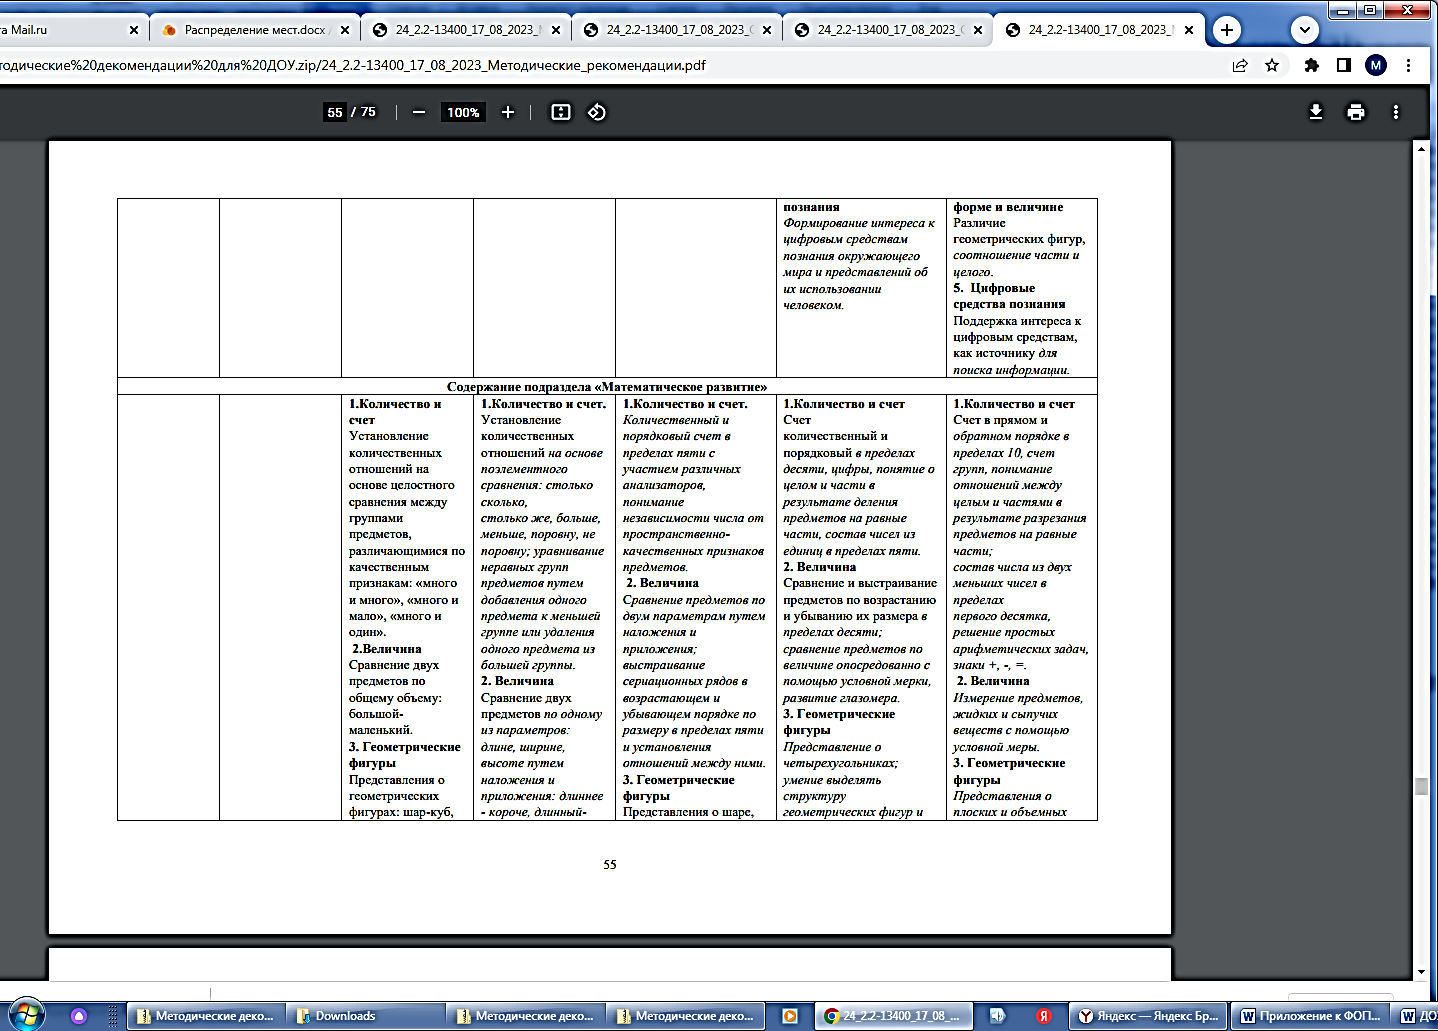 та Mail.ru
Распределение мест.docx /
24_2.2-13400_17_08_2023_
24_2.2-13400_17_08_2023_
24_2.2-13400_17_08_2023_
24_2.2-13400_17_08_2023_
тодические%20декомендации%20для%20ДОУ.zip/24_2.2-13400_17_08_2023_Методические_рекомендации.pdf
M
55 / 75
100%
познания
Формирование интереса к
цифровым средствам
познания окружающего
мира и представлений об
их использовании
человеком.
форме и величине
Различие
геометрических фигур,
соотношение части и
целого.
5. Цифровые
средства познания
Поддержка интереса к
цифровым средствам,
как источнику для
поиска информации.
Содержание подраздела «Математическое развитие»
1.Количество и
счет
Установление
количественных
отношений на
основе целостного
сравнения между
группами
предметов,
различающимися по
качественным
признакам: «много
и много», «много и
мало», «много и
один».
2.Величина
Сравнение двух
предметов по
общему объему:
большой-
маленький.
3. Геометрические
фигуры
Представления о
геометрических
фигурах: шар-куб,
1.Количество и счет.
Установление
количественных
отношений на основе
поэлементного
сравнения: столько
сколько,
столько же, больше,
меньше, поровну, не
поровну; уравнивание
неравных групп
предметов путем
добавления одного
предмета к меньшей
группе или удаления
одного предмета из
большей группы.
2. Величина
Сравнение двух
предметов по одному
из параметров:
длине, ширине,
высоте путем
наложения и
приложения: длиннее
- короче, длинный-
1.Количество и счет.
Количественный и
порядковый счет в
пределах пяти с
участием различных
анализаторов,
понимание
независимости числа от
пространственно-
качественных признаков
предметов.
2. Величина
Сравнение предметов по
двум параметрам путем
наложения и
приложения;
выстраивание
сериационных рядов в
возрастающем и
убывающем порядке по
размеру в пределах пяти
и установления
отношений между ними.
3. Геометрические
фигуры
Представления о шаре,
1.Количество и счет
Счет
количественный и
порядковый в пределах
десяти, цифры, понятие о
целом и части в
результате деления
предметов на равные
части, состав чисел из
единиц в пределах пяти.
2. Величина
Сравнение и выстраивание
предметов по возрастанию
и убыванию их размера в
пределах десяти;
сравнение предметов по
величине опосредованно с
помощью условной мерки,
развитие глазомера.
3. Геометрические
фигуры
Представление о
четырехугольниках;
умение выделять
структуру
геометрических фигур и
1.Количество и счет
Счет в прямом и
обратном порядке в
пределах 10, счет
групп, понимание
отношений между
целым и частями в
результате разрезания
предметов на равные
части;
состав числа из двух
меньших чисел в
пределах
первого десятка,
решение простых
арифметических задач,
знаки +, -, =.
2. Величина
Измерение предметов,
жидких и сыпучих
веществ с помощью
условной меры.
3. Геометрические
фигуры
Представления о
плоских и объемных
55
Методические деко...
Downloads
Методические деко...
Методические деко...
24_2.2-13400_17_08_...
Яндекс — Яндекс Бр...
Приложение к ФОП...
ДО